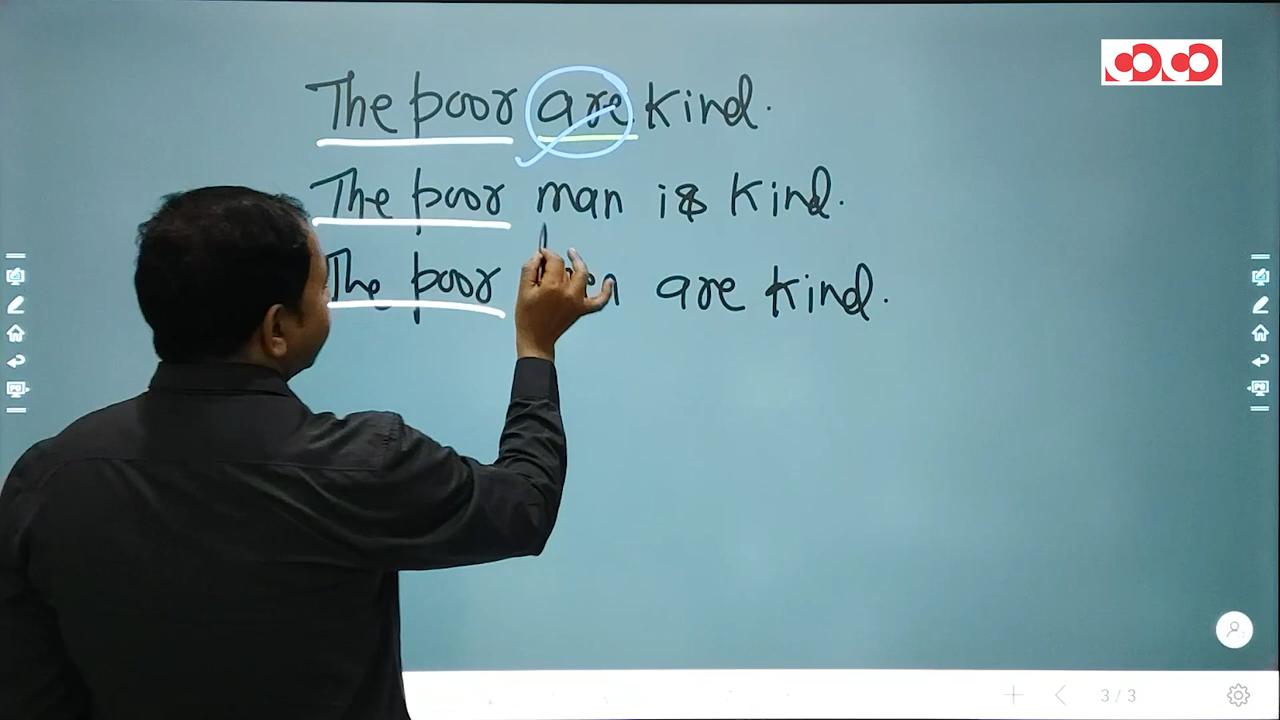 The poor are kind.
The poor man is kind.
The poor are kind.
3/3